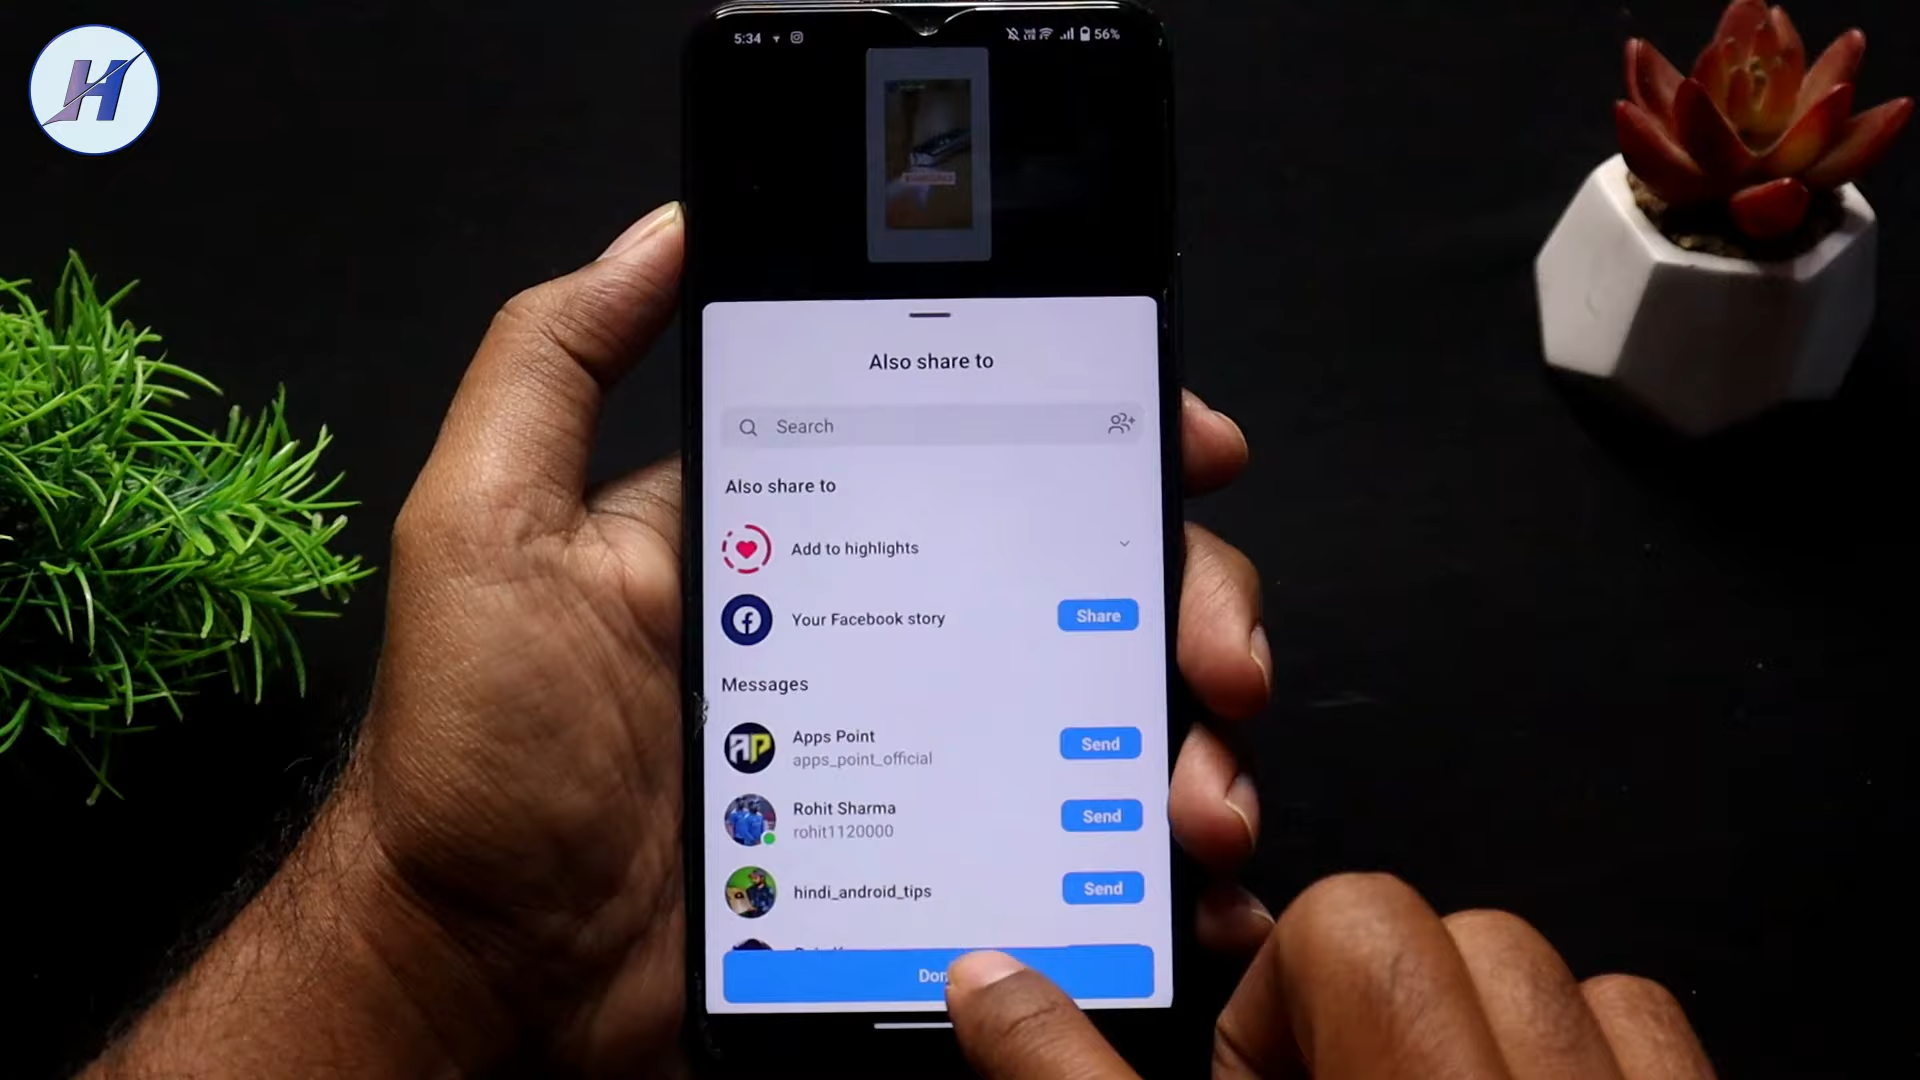 H
5:34
56%
Also share to
Search
Also share to
Add to highlights
Your Facebook story
Share
Messages
AP
Apps Point
apps_point_official
Send
Rohit Sharma
rohit1120000
Send
hindi_android_tips
Send